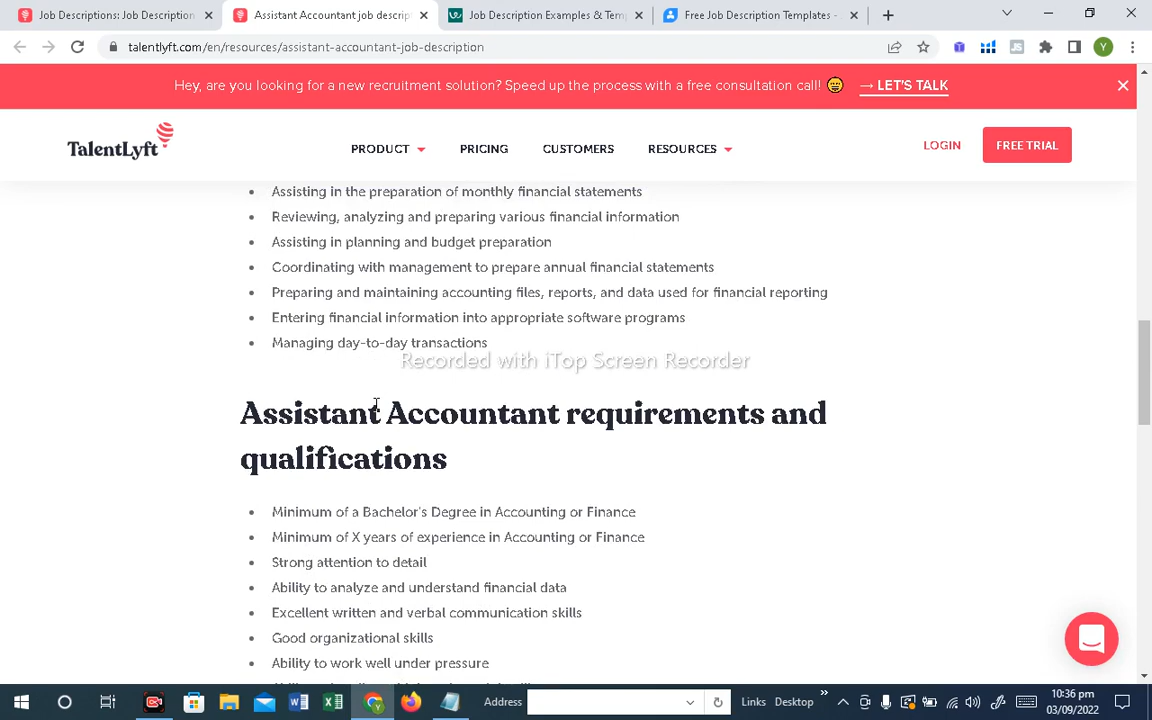 Job Descriptions: Job Description
Assistant Accountant job descrip
Job Description Examples & Temp
Free Job Description Templates -
talentlyft.com/en/resources/assistant-accountant-job-description
JS
Y
Hey, are you looking for a new recruitment solution? Speed up the process with a free consultation call! 😁 → LET'S TALK
TalentLyft
PRODUCT
PRICING
CUSTOMERS
RESOURCES
LOGIN
FREE TRIAL
• Assisting in the preparation of monthly financial statements
• Reviewing, analyzing and preparing various financial information
• Assisting in planning and budget preparation
• Coordinating with management to prepare annual financial statements
• Preparing and maintaining accounting files, reports, and data used for financial reporting
• Entering financial information into appropriate software programs
• Managing day-to-day transactions
Recorded with iTop Screen Recorder
Assistant Accountant requirements and
qualifications
• Minimum of a Bachelor's Degree in Accounting or Finance
• Minimum of X years of experience in Accounting or Finance
• Strong attention to detail
• Ability to analyze and understand financial data
• Excellent written and verbal communication skills
• Good organizational skills
• Ability to work well under pressure
Address
Links
Desktop
10:36 pm
03/09/2022